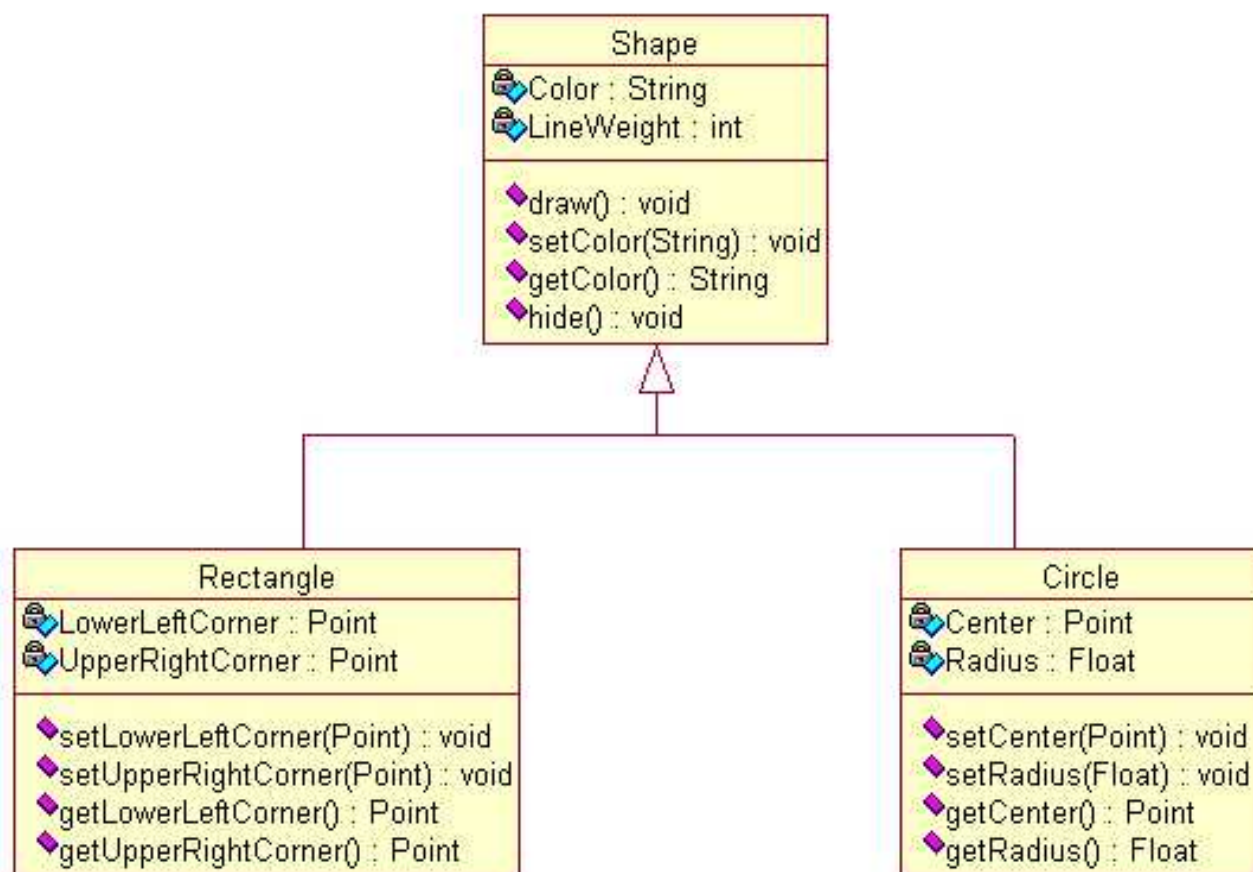 Shape
Color : String
LineWeight : int
draw() : void
setColor(String) : void
getColor() : String
hide() : void
Rectangle
LowerLeftCorner : Point
UpperRightCorner : Point
setLowerLeftCorner(Point) : void
setUpperRightCorner(Point) : void
getLowerLeftCorner() : Point
getUpperRightCorner() : Point
Circle
Center : Point
Radius : Float
setCenter(Point) : void
setRadius(Float) : void
getCenter() : Point
getRadius() : Float